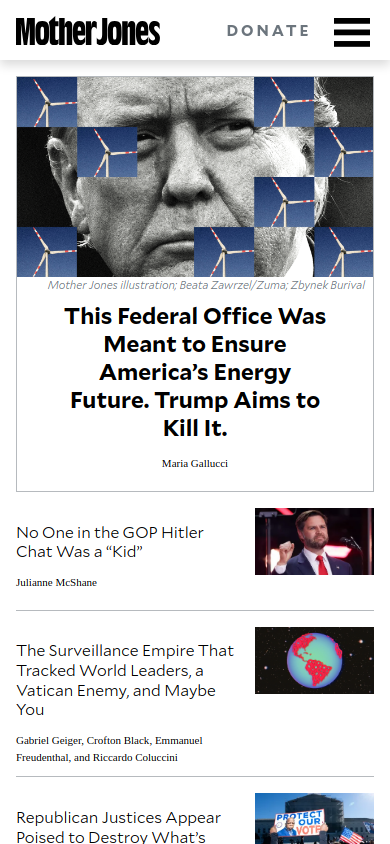 Mother Jones
DONATE
Mother Jones illustration; Beata Zawrzel/Zuma; Zbynek Burival
This Federal Office Was
Meant to Ensure
America’s Energy
Future. Trump Aims to
Kill It.
Maria Gallucci
No One in the GOP Hitler
Chat Was a “Kid”
Julianne McShane
The Surveillance Empire That
Tracked World Leaders, a
Vatican Enemy, and Maybe
You
Gabriel Geiger, Crofton Black, Emmanuel
Freudenthal, and Riccardo Coluccini
Republican Justices Appear
Poised to Destroy What’s
PROTECT
OUR
VOTE